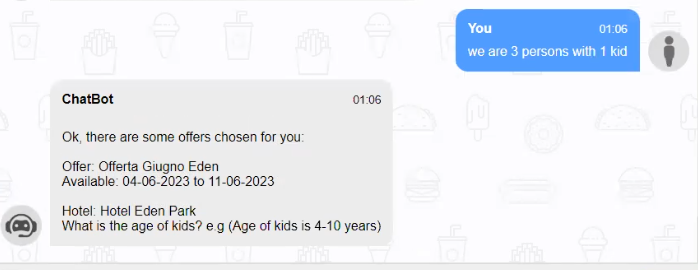 You 01:06
we are 3 persons with 1 kid
ChatBot 01:06
Ok, there are some offers chosen for you:
Offer: Offerta Giugno Eden
Available: 04-06-2023 to 11-06-2023
Hotel: Hotel Eden Park
What is the age of kids? e.g (Age of kids is 4-10 years)